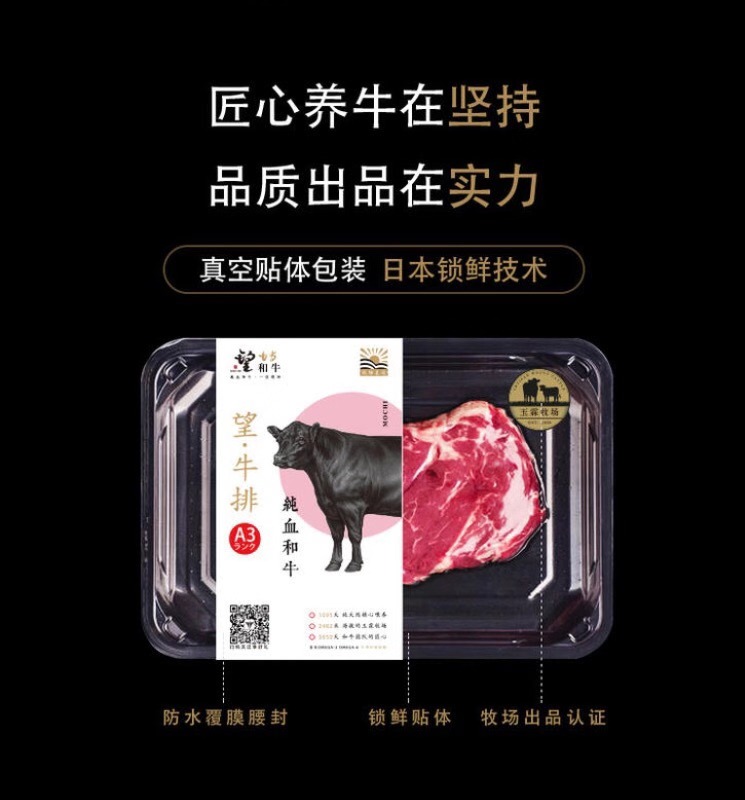 匠心养牛在坚持
品质出品在实力
真空贴体包装 日本锁鲜技术
望
和牛
MOCHI
望·牛排
A3
ランク
純血和牛
玉霖牧场
防水覆膜腰封
锁鲜贴体
牧场出品认证